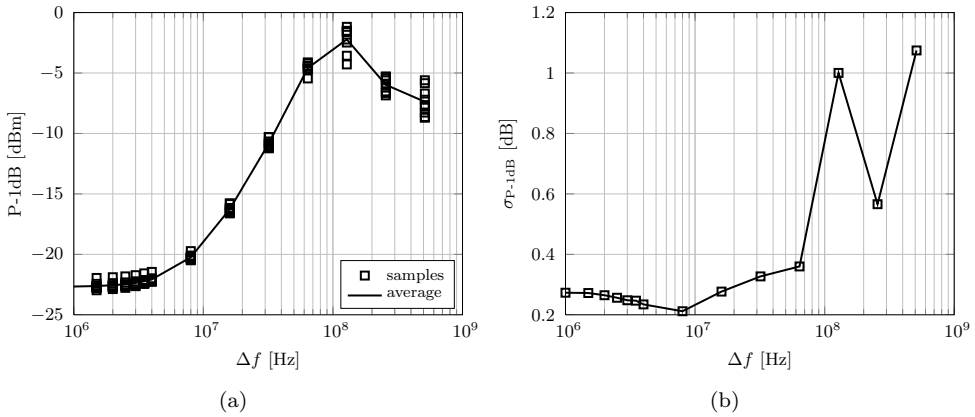 0
−5
−10
−15
−20
−25
P-1dB [dBm]
10^6
10^7
10^8
10^9
Δf [Hz]
samples
average
(a)
1.2
1
0.8
0.6
0.4
0.2
σ_P-1dB [dB]
10^6
10^7
10^8
10^9
Δf [Hz]
(b)